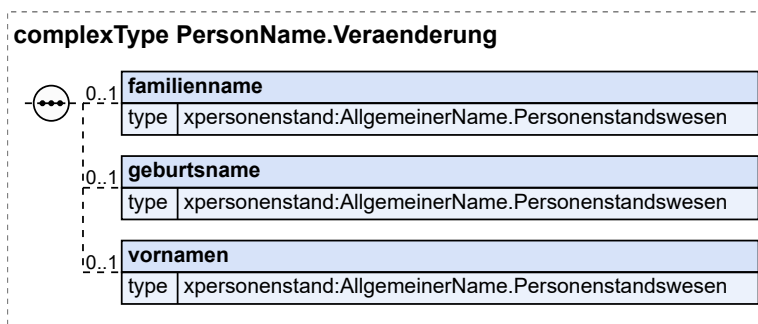 complexType PersonName.Veraenderung
0..1 familienname
type xpersonenstand:AllgemeinerName.Personenstandswesen
0..1 geburtsname
type xpersonenstand:AllgemeinerName.Personenstandswesen
0..1 vornamen
type xpersonenstand:AllgemeinerName.Personenstandswesen